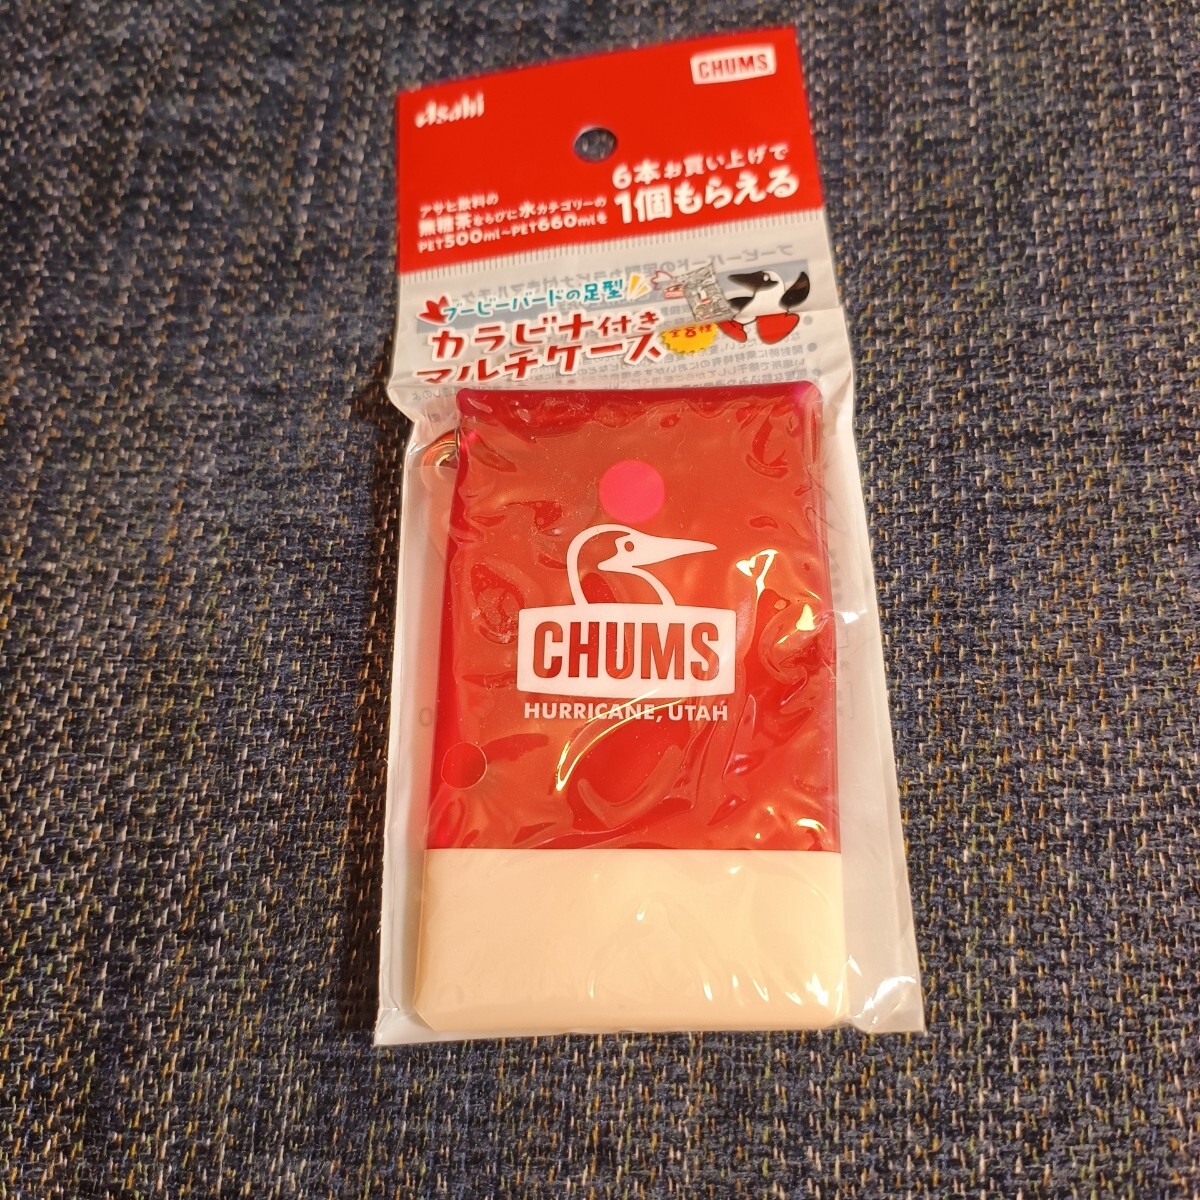 Asahi
CHUMS
アサヒ飲料の
無糖茶ならびに水カテゴリーの
PET500ml~PET660mlを
6本お買い上げで
1個もらえる
ブービーバードの足型
カラビナ付き
マルチケース
全8種
CHUMS
HURRICANE, UTAH